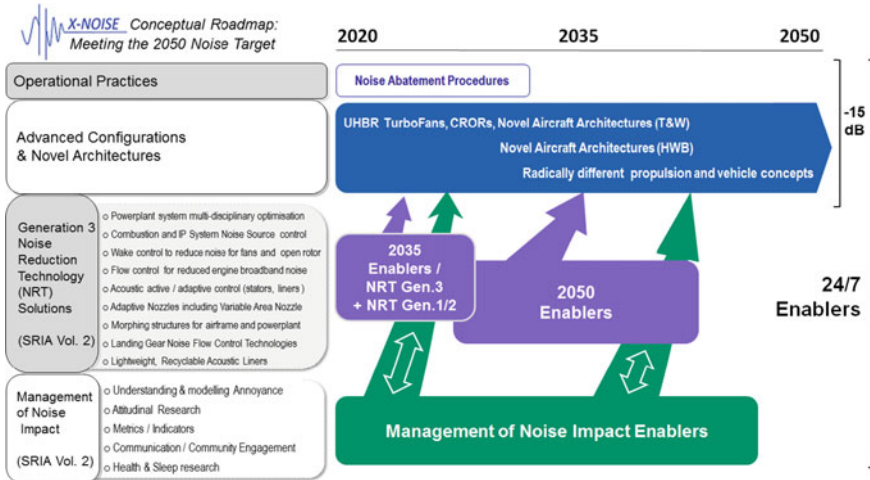 X-NOISE Conceptual Roadmap:
Meeting the 2050 Noise Target
2020 2035 2050
Operational Practices
Noise Abatement Procedures
Advanced Configurations
& Novel Architectures
UHBR TurboFans, CRORs, Novel Aircraft Architectures (T&W)
Novel Aircraft Architectures (HWB)
Radically different propulsion and vehicle concepts
-15
dB
Generation 3
Noise
Reduction
Technology
(NRT)
Solutions
(SRIA Vol. 2)
o Powerplant system multi-disciplinary optimisation
o Combustion and IP System Noise Source control
o Wake control to reduce noise for fans and open rotor
o Flow control for reduced engine broadband noise
o Acoustic active / adaptive control (stators, liners )
o Adaptive Nozzles including Variable Area Nozzle
o Morphing structures for airframe and powerplant
o Landing Gear Noise Flow Control Technologies
o Lightweight, Recyclable Acoustic Liners
2035
Enablers /
NRT Gen.3
+ NRT Gen.1/2
2050
Enablers
24/7
Enablers
Management
of Noise
Impact
(SRIA Vol. 2)
o Understanding & modelling Annoyance
o Attitudinal Research
o Metrics / Indicators
o Communication / Community Engagement
o Health & Sleep research
Management of Noise Impact Enablers